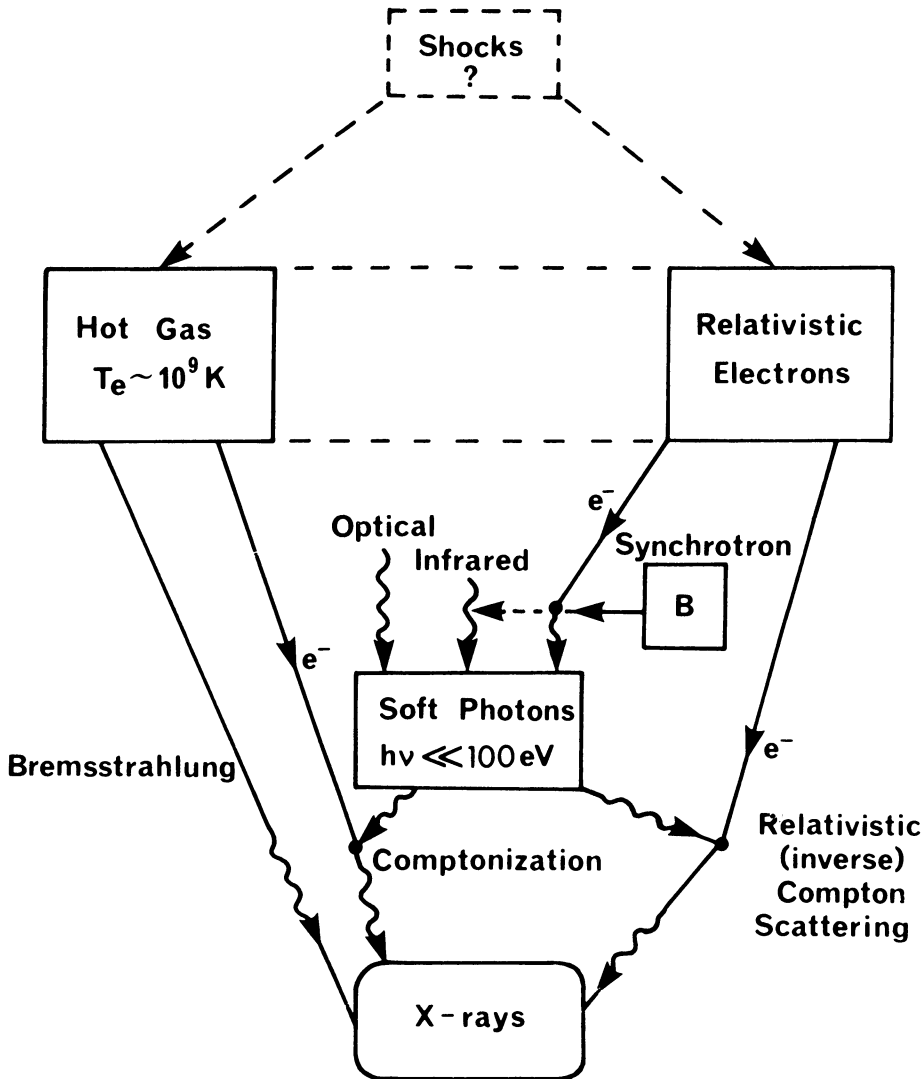 Shocks
?
Hot Gas
Tₑ ~ 10⁹ K
Relativistic
Electrons
e⁻
Optical
Infrared
Synchrotron
B
e⁻
Soft Photons
hν ≪ 100 eV
e⁻
Bremsstrahlung
Comptonization
Relativistic
(inverse)
Compton
Scattering
X-rays